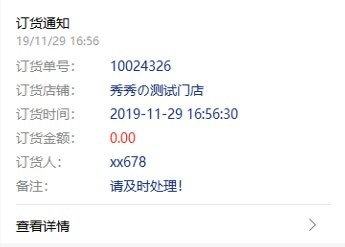 订货通知
19/11/29 16:56
订货单号： 10024326
订货店铺： 秀秀の测试门店
订货时间： 2019-11-29 16:56:30
订货金额： 0.00
订货人： xx678
备注： 请及时处理！
查看详情